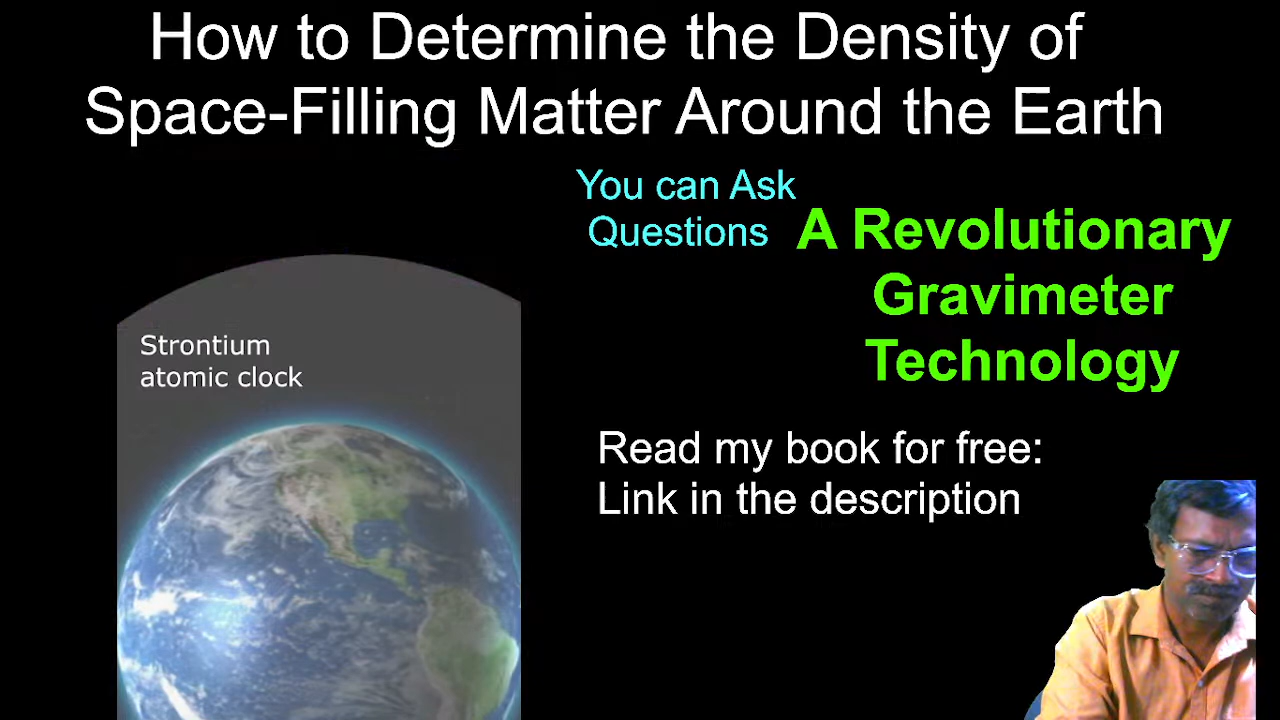 How to Determine the Density of
Space-Filling Matter Around the Earth
You can Ask
Questions
A Revolutionary
Gravimeter
Technology
Strontium
atomic clock
Read my book for free:
Link in the description